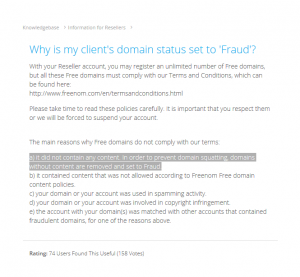 Knowledgebase > Information for Resellers >
Why is my client's domain status set to 'Fraud'?
With your Reseller account, you may register an unlimited number of Free domains,
but all these Free domains must comply with our Terms and Conditions, which can
be found here:
http://www.freenom.com/en/termsandconditions.html
Please take time to read these policies carefully. it is important that you respect them
or we will be forced to suspend your account.
The main reasons why Free domains do not comply with our terms:
a) it did not contain any content. In order to prevent domain squatting, domains
without content are removed and set to Fraud.
b) it contained content that was not allowed according to Freenom Free domain
content policies.
c) your domain or your account was used in spamming activity.
d) your domain or your account was involved in copyright infringement.
e) the account with your domain(s) was matched with other accounts that contained
fraudulent domains, for one of the reasons above.
Rating: 74 Users Found This Useful (158 Votes)